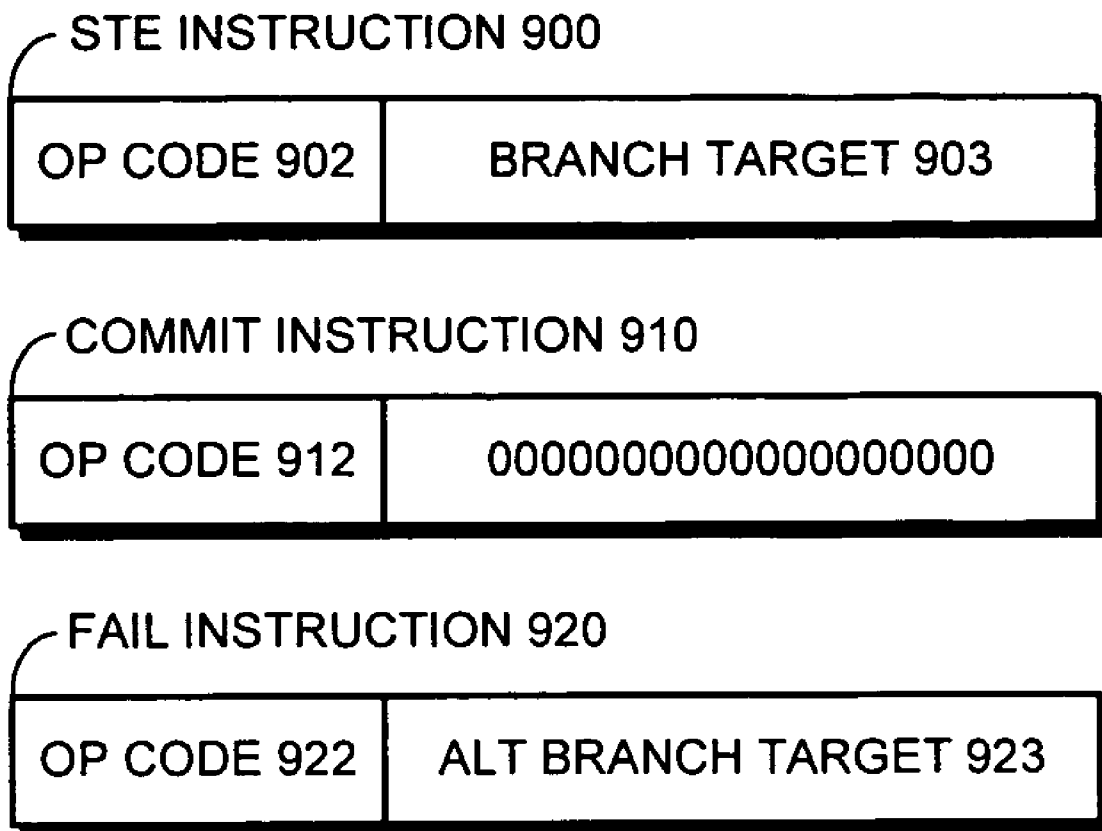 STE INSTRUCTION 900
OP CODE 902 BRANCH TARGET 903
COMMIT INSTRUCTION 910
OP CODE 912 0000000000000000000
FAIL INSTRUCTION 920
OP CODE 922 ALT BRANCH TARGET 923